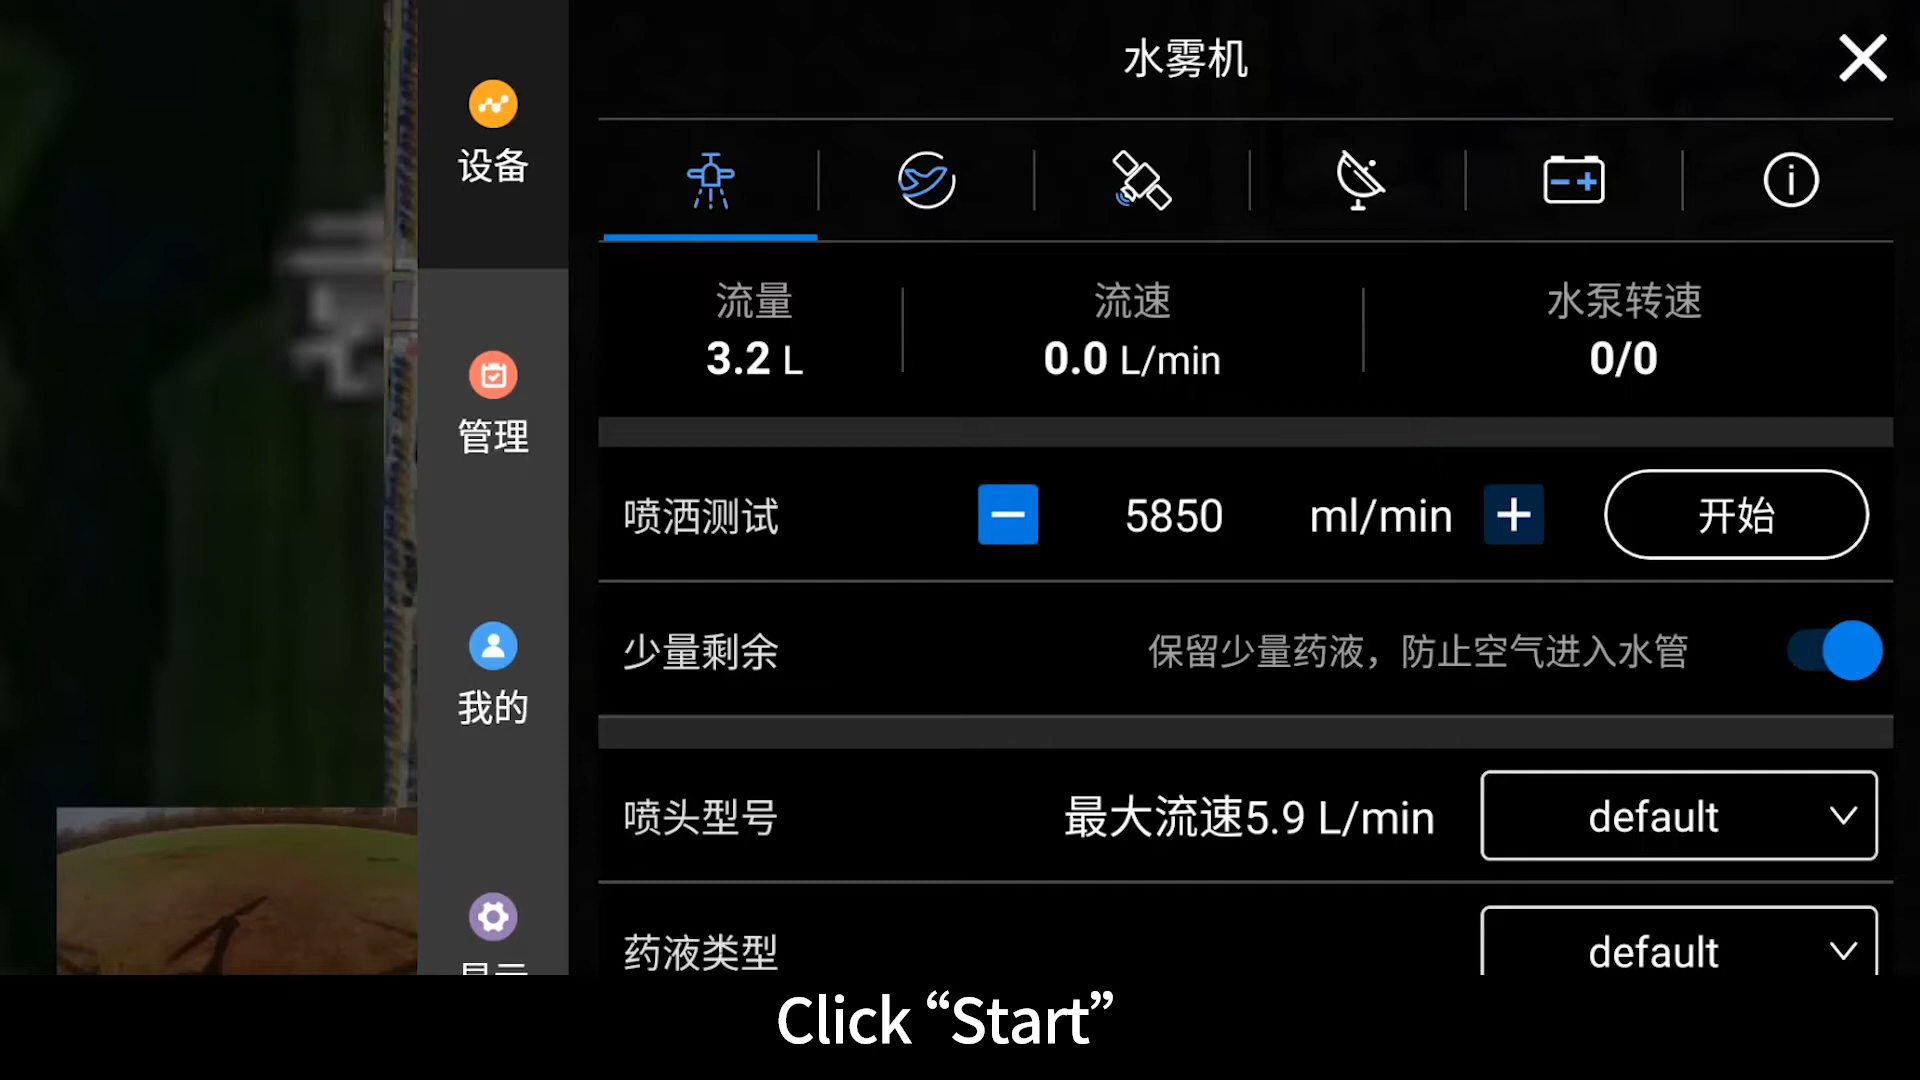 水雾机
设备
管理
我的
流量
3.2 L
流速
0.0 L/min
水泵转速
0/0
喷洒测试
5850
ml/min
开始
少量剩余
保留少量药液，防止空气进入水管
喷头型号
最大流速5.9 L/min
default
药液类型
default
Click “Start”